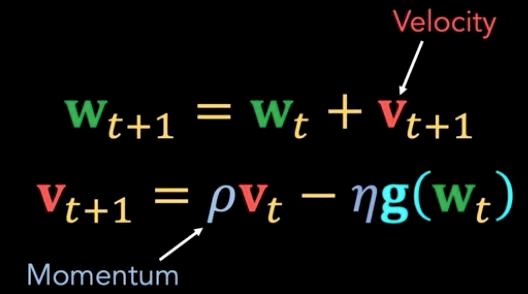 Velocity
w_{t+1} = w_t + v_{t+1}
v_{t+1} = ρv_t − ηg(w_t)
Momentum